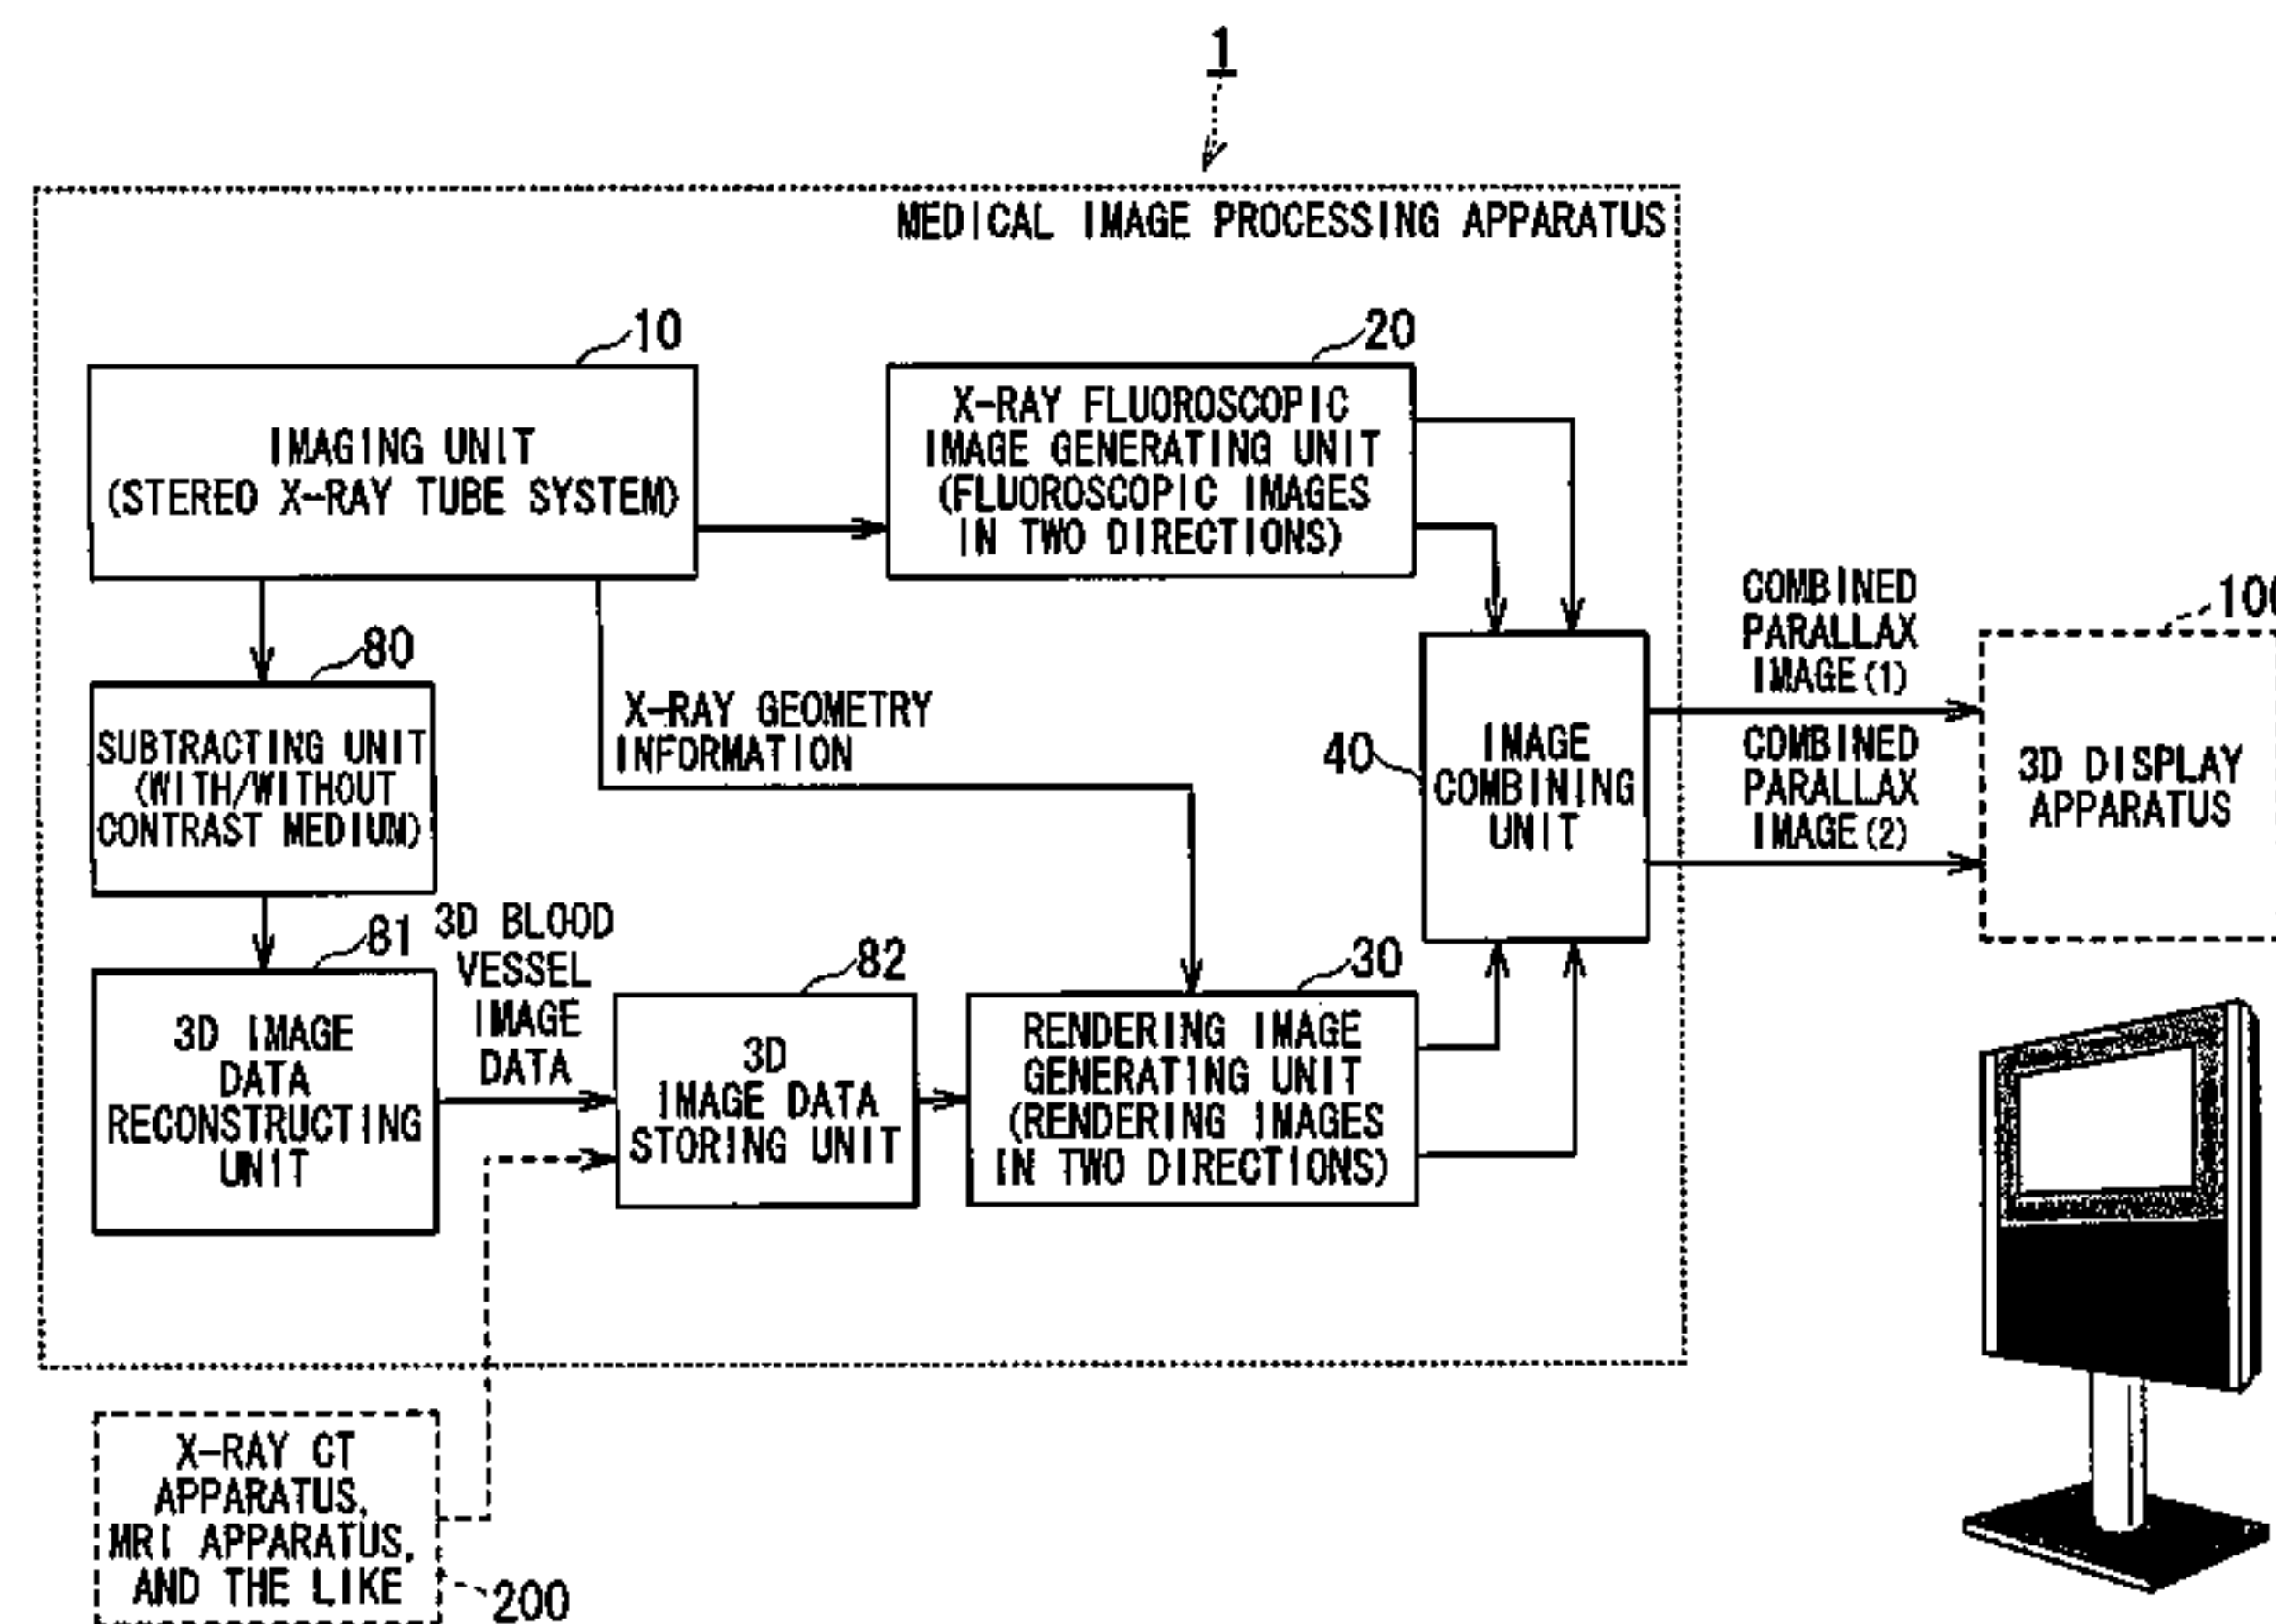 1
MEDICAL IMAGE PROCESSING APPARATUS
10
IMAGING UNIT
(STEREO X-RAY TUBE SYSTEM)
20
X-RAY FLUOROSCOPIC
IMAGE GENERATING UNIT
(FLUOROSCOPIC IMAGES
IN TWO DIRECTIONS)
80
SUBTRACTING UNIT
(WITH/WITHOUT
CONTRAST MEDIUM)
X-RAY GEOMETRY
INFORMATION
40
IMAGE
COMBINING
UNIT
COMBINED
PARALLAX
IMAGE(1)
COMBINED
PARALLAX
IMAGE(2)
100
3D DISPLAY
APPARATUS
81
3D IMAGE
DATA
RECONSTRUCTING
UNIT
3D BLOOD
VESSEL
IMAGE
DATA
82
3D
IMAGE DATA
STORING UNIT
30
RENDERING IMAGE
GENERATING UNIT
(RENDERING IMAGES
IN TWO DIRECTIONS)
X-RAY CT
APPARATUS,
MRI APPARATUS,
AND THE LIKE
200